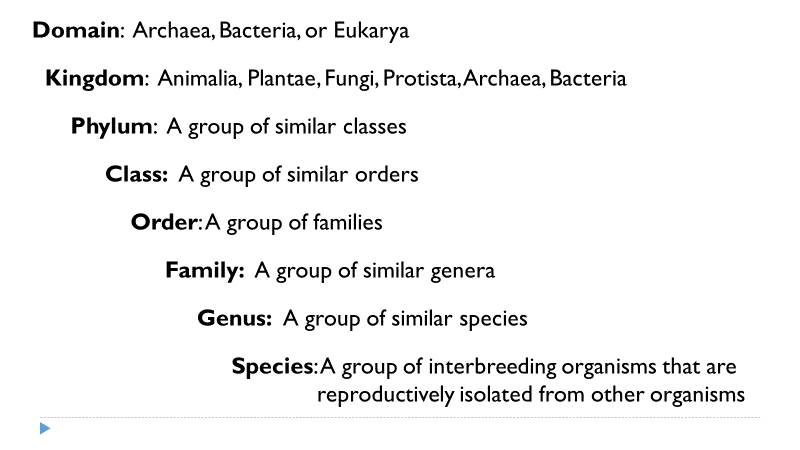 Domain: Archaea, Bacteria, or Eukarya
Kingdom: Animalia, Plantae, Fungi, Protista, Archaea, Bacteria
Phylum: A group of similar classes
Class: A group of similar orders
Order: A group of families
Family: A group of similar genera
Genus: A group of similar species
Species: A group of interbreeding organisms that are
reproductively isolated from other organisms